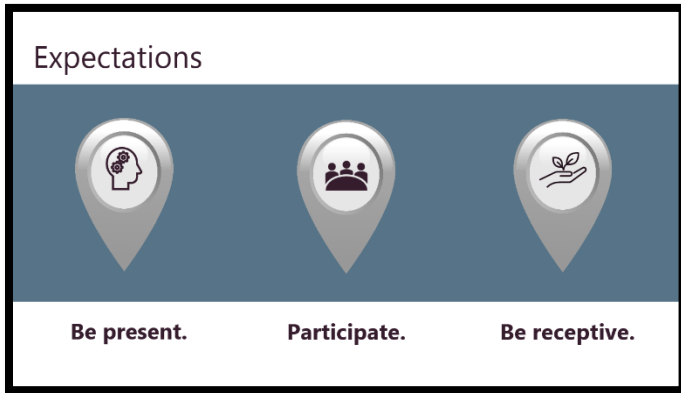 Expectations
Be present.
Participate.
Be receptive.